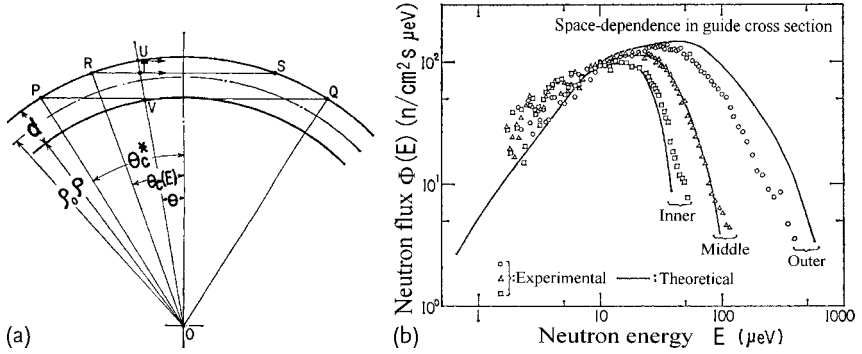 U
R
S
P
Q
V
d
θc*
ρ₀
ρ
θc(E)
θ
O
(a)
Space-dependence in guide cross section
Neutron flux Φ(E) (n/cm²s μeV)
10²
10¹
10⁰
Inner
Middle
Outer
:Experimental
:Theoretical
1
10
100
1000
Neutron energy E (μeV)
(b)